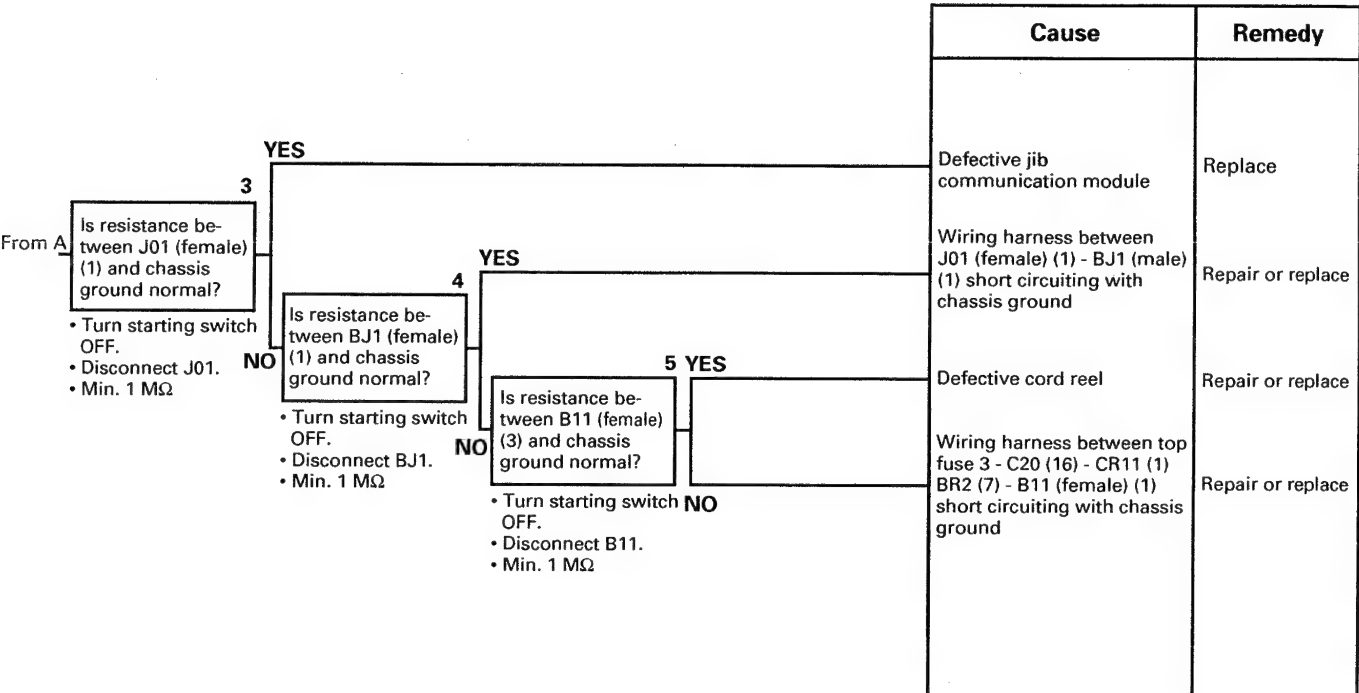 Cause
Remedy
YES
Defective jib
communication module
Replace
3
From A
Is resistance be-
tween J01 (female)
(1) and chassis
ground normal?
• Turn starting switch
OFF.
• Disconnect J01.
• Min. 1 MΩ
YES
Wiring harness between
J01 (female) (1) - BJ1 (male)
(1) short circuiting with
chassis ground
Repair or replace
4
NO
Is resistance be-
tween BJ1 (female)
(1) and chassis
ground normal?
• Turn starting switch
OFF.
• Disconnect BJ1.
• Min. 1 MΩ
5 YES
Defective cord reel
Repair or replace
NO
Is resistance be-
tween B11 (female)
(3) and chassis
ground normal?
• Turn starting switch
OFF.
• Disconnect B11.
• Min. 1 MΩ
NO
Wiring harness between top
fuse 3 - C20 (16) - CR11 (1)
BR2 (7) - B11 (female) (1)
short circuiting with chassis
ground
Repair or replace